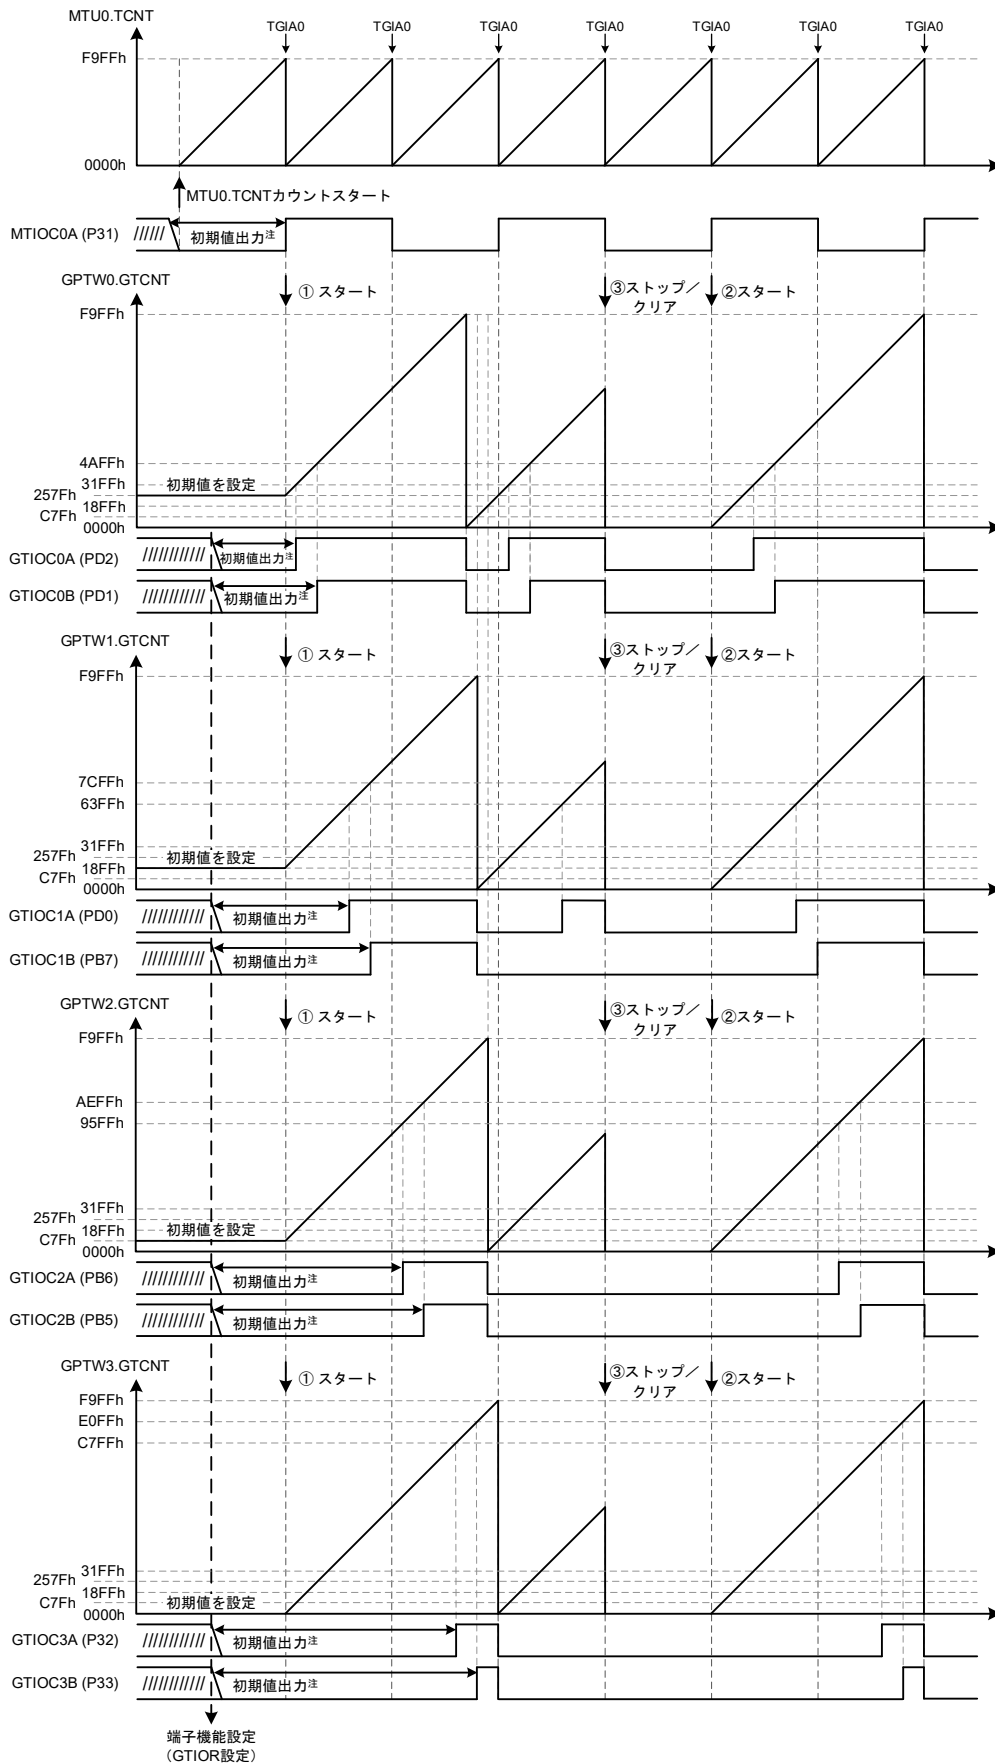 MTU0.TCNT
TGIA0 TGIA0 TGIA0 TGIA0 TGIA0 TGIA0 TGIA0
F9FFh
0000h
MTU0.TCNTカウントスタート
MTIOC0A (P31) ////// 初期値出力注
GPTW0.GTCNT
① スタート ③ストップ／クリア ②スタート
F9FFh
4AFFh
31FFh
257Fh 初期値を設定
18FFh
C7Fh
0000h
GTIOC0A (PD2) //////////// 初期値出力注
GTIOC0B (PD1) //////////// 初期値出力注
GPTW1.GTCNT
① スタート ③ストップ／クリア ②スタート
F9FFh
7CFFh
63FFh
31FFh
257Fh 初期値を設定
18FFh
C7Fh
0000h
GTIOC1A (PD0) //////////// 初期値出力注
GTIOC1B (PB7) //////////// 初期値出力注
GPTW2.GTCNT
① スタート ③ストップ／クリア ②スタート
F9FFh
AEFFh
95FFh
31FFh
257Fh
18FFh 初期値を設定
C7Fh
0000h
GTIOC2A (PB6) //////////// 初期値出力注
GTIOC2B (PB5) //////////// 初期値出力注
GPTW3.GTCNT
① スタート ③ストップ／クリア ②スタート
F9FFh
E0FFh
C7FFh
31FFh
257Fh
18FFh
C7Fh 初期値を設定
0000h
GTIOC3A (P32) //////////// 初期値出力注
GTIOC3B (P33) //////////// 初期値出力注
端子機能設定
（GTIOR設定）